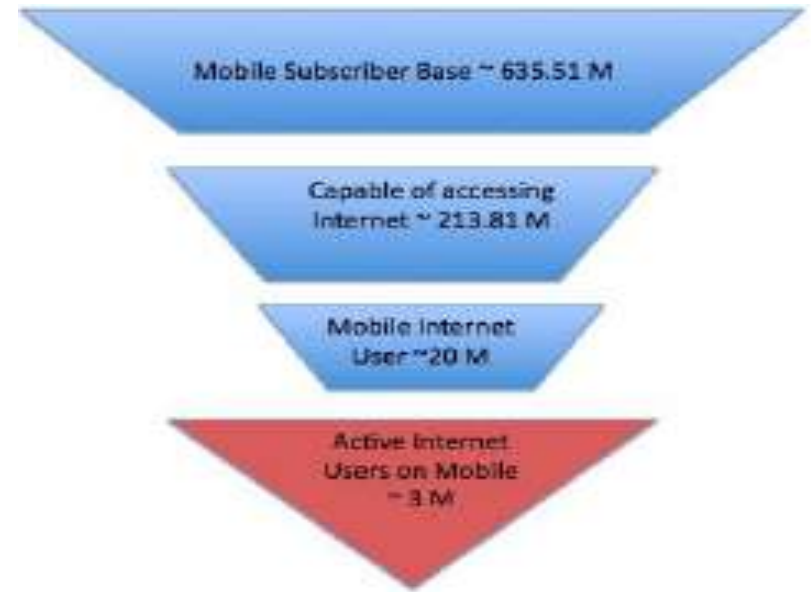 Mobile Subscriber Base ~ 635.51 M
Capable of accessing
Internet ~ 213.81 M
Mobile Internet
User ~20 M
Active Internet
Users on Mobile
~ 3 M